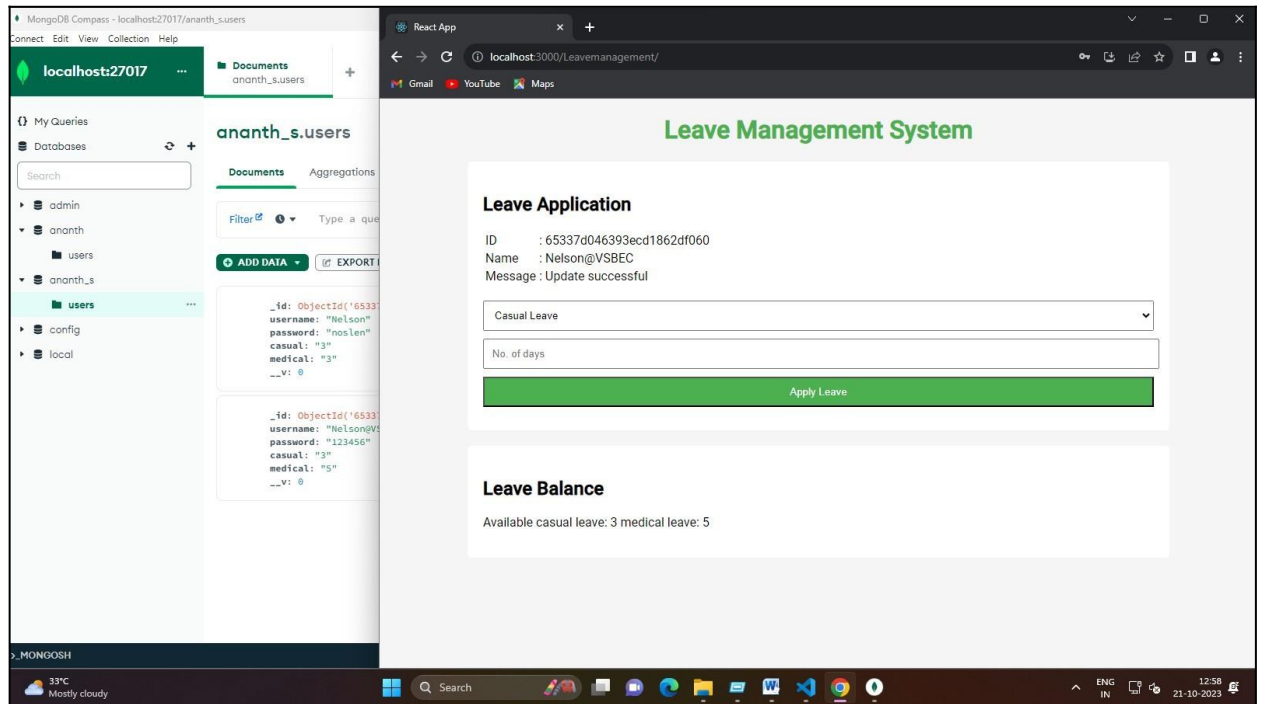 MongoDB Compass - localhost:27017/ananth_s.users
Connect Edit View Collection Help
localhost:27017 ...
Documents
ananth_s.users
+
{} My Queries
Databases
Search
admin
ananth
users
ananth_s
users ...
config
local
ananth_s.users
Documents Aggregations
Filter Type a que
ADD DATA EXPORT
_id: ObjectId('6533
username: "Nelson"
password: "noslen"
casual: "3"
medical: "3"
__v: 0
_id: ObjectId('6533
username: "Nelson@VS
password: "123456"
casual: "3"
medical: "5"
__v: 0
>_MONGOSH
React App × +
localhost:3000/Leavemanagement/
Gmail YouTube Maps
Leave Management System
Leave Application
ID : 65337d046393ecd1862df060
Name : Nelson@VSBEC
Message : Update successful
Casual Leave
No. of days
Apply Leave
Leave Balance
Available casual leave: 3 medical leave: 5
33°C
Mostly cloudy
Search
ENG
IN
12:58
21-10-2023